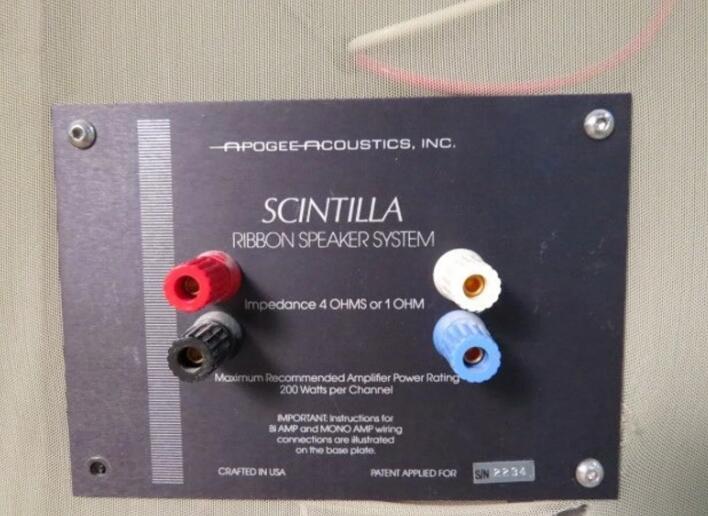 APOGEE ACOUSTICS, INC.
SCINTILLA
RIBBON SPEAKER SYSTEM
Impedance 4 OHMS or 1 OHM
Maximum Recommended Amplifier Power Rating
200 Watts per Channel
IMPORTANT: Instructions for
Bi AMP and MONO AMP wiring
connections are illustrated
on the base plate.
CRAFTED IN USA PATENT APPLIED FOR S/N 2234